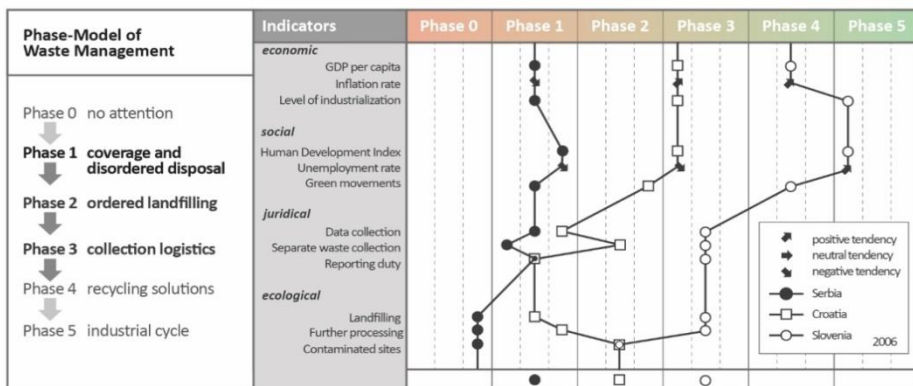 Phase-Model of
Waste Management
Phase 0 no attention
Phase 1 coverage and
disordered disposal
Phase 2 ordered landfilling
Phase 3 collection logistics
Phase 4 recycling solutions
Phase 5 industrial cycle
Indicators
economic
GDP per capita
Inflation rate
Level of industrialization
social
Human Development Index
Unemployment rate
Green movements
juridical
Data collection
Separate waste collection
Reporting duty
ecological
Landfilling
Further processing
Contaminated sites
Phase 0 Phase 1 Phase 2 Phase 3 Phase 4 Phase 5
positive tendency
neutral tendency
negative tendency
Serbia
Croatia
Slovenia
2006